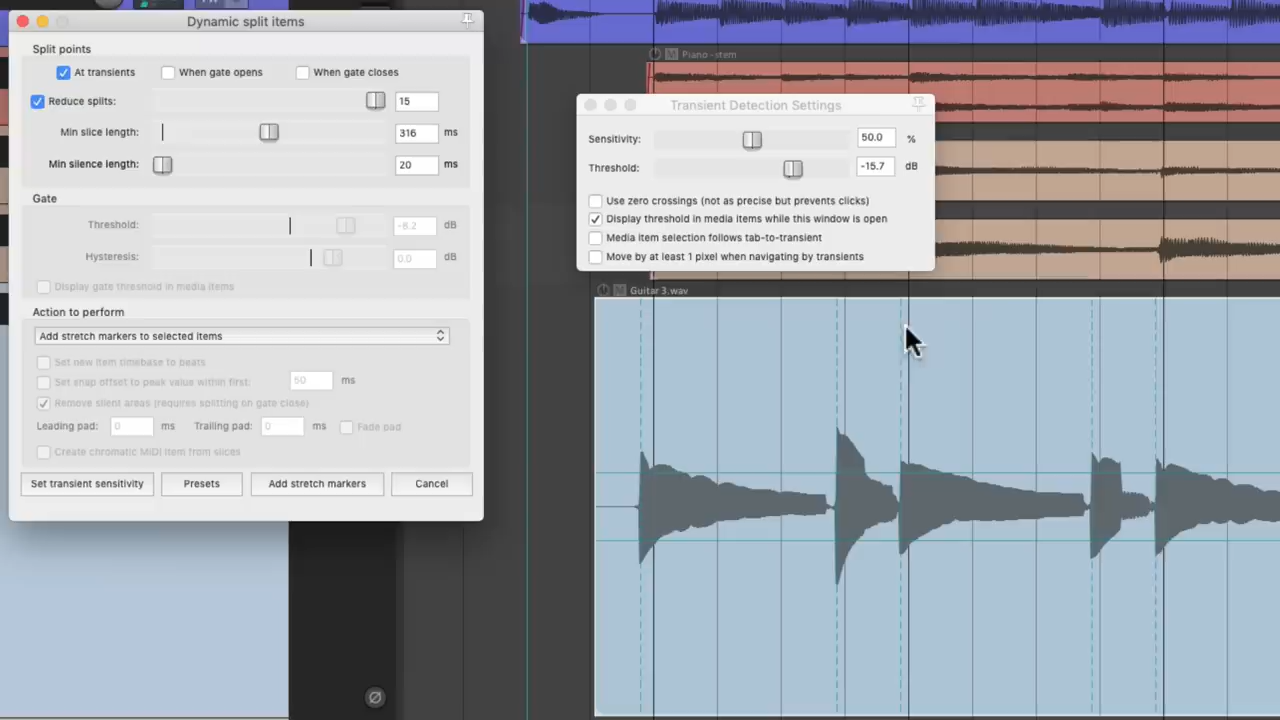 Dynamic split items
Split points
At transients
When gate opens
When gate closes
Reduce splits:
15
Min slice length:
316
ms
Min silence length:
20
ms
Gate
Threshold:
-8.2
dB
Hysteresis:
0.0
dB
Display gate threshold in media items
Action to perform
Add stretch markers to selected items
Set new item timebase to beats
Set snap offset to peak value within first:
50
ms
Remove silent areas (requires splitting on gate close)
Leading pad:
0
ms
Trailing pad:
0
ms
Fade pad
Create chromatic MIDI item from slices
Set transient sensitivity
Presets
Add stretch markers
Cancel
M
Piano -stem
Transient Detection Settings
Sensitivity:
50.0
%
Threshold:
-15.7
dB
Use zero crossings (not as precise but prevents clicks)
Display threshold in media items while this window is open
Media item selection follows tab-to-transient
Move by at least 1 pixel when navigating by transients
M
Guitar 3.wav